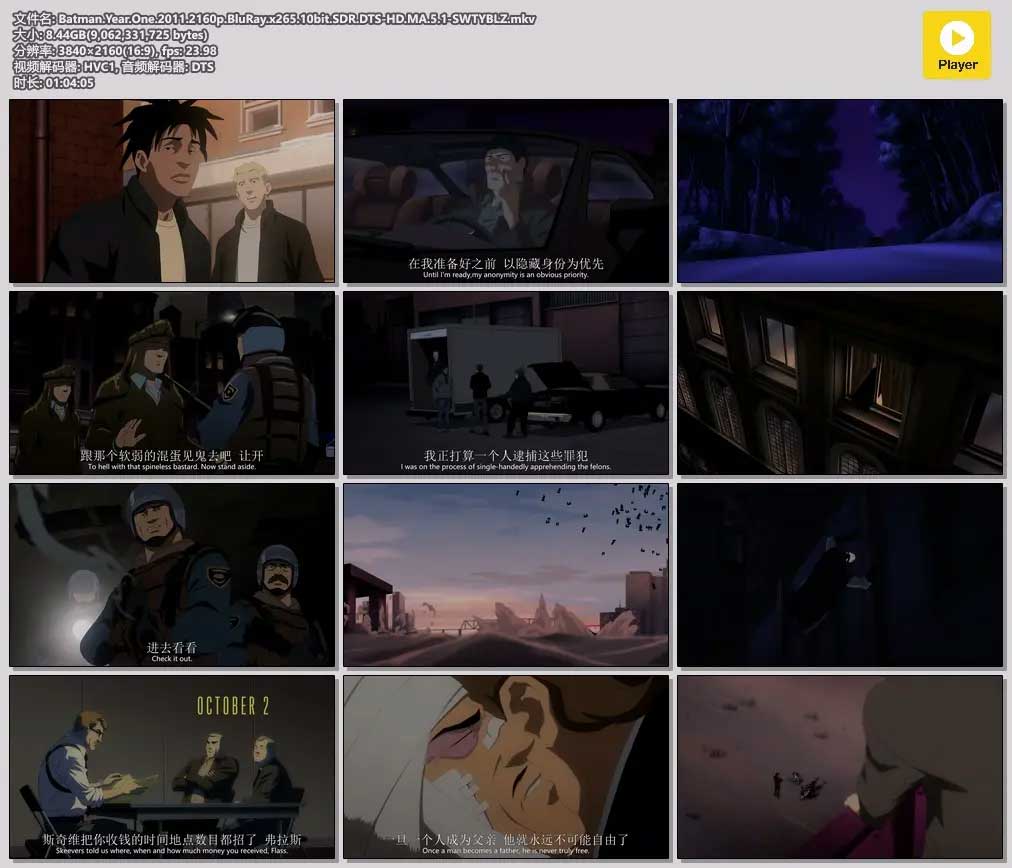 文件名: Batman.Year.One.2011.2160p.BluRay.x265.10bit.SDR.DTS-HD.MA.5.1-SWTYBLZ.mkv
大小: 8.44GB(9,062,331,725 bytes)
分辨率: 3840×2160(16:9), fps: 23.98
视频解码器: HVC1, 音频解码器: DTS
时长: 01:04:05
Player
在我准备好之前 以隐藏身份为优先
Until I'm ready,my anonymity is an obvious priority.
跟那个软弱的混蛋见鬼去吧 让开
To hell with that spineless bastard. Now stand aside.
我正打算一个人逮捕这些罪犯
I was on the process of single-handedly apprehending the felons.
进去看看
Check it out.
OCTOBER 2
斯奇维把你收钱的时间地点数目都招了 弗拉斯
Skeevers told us where, when and how much money you received, Flass.
一旦一个人成为父亲 他就永远不可能自由了
Once a man becomes a father, he is never truly free.